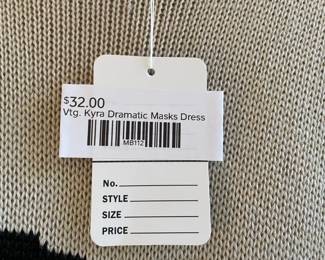 $32.00
Vtg. Kyra Dramatic Masks Dress
MB112
No.
STYLE
SIZE
PRICE